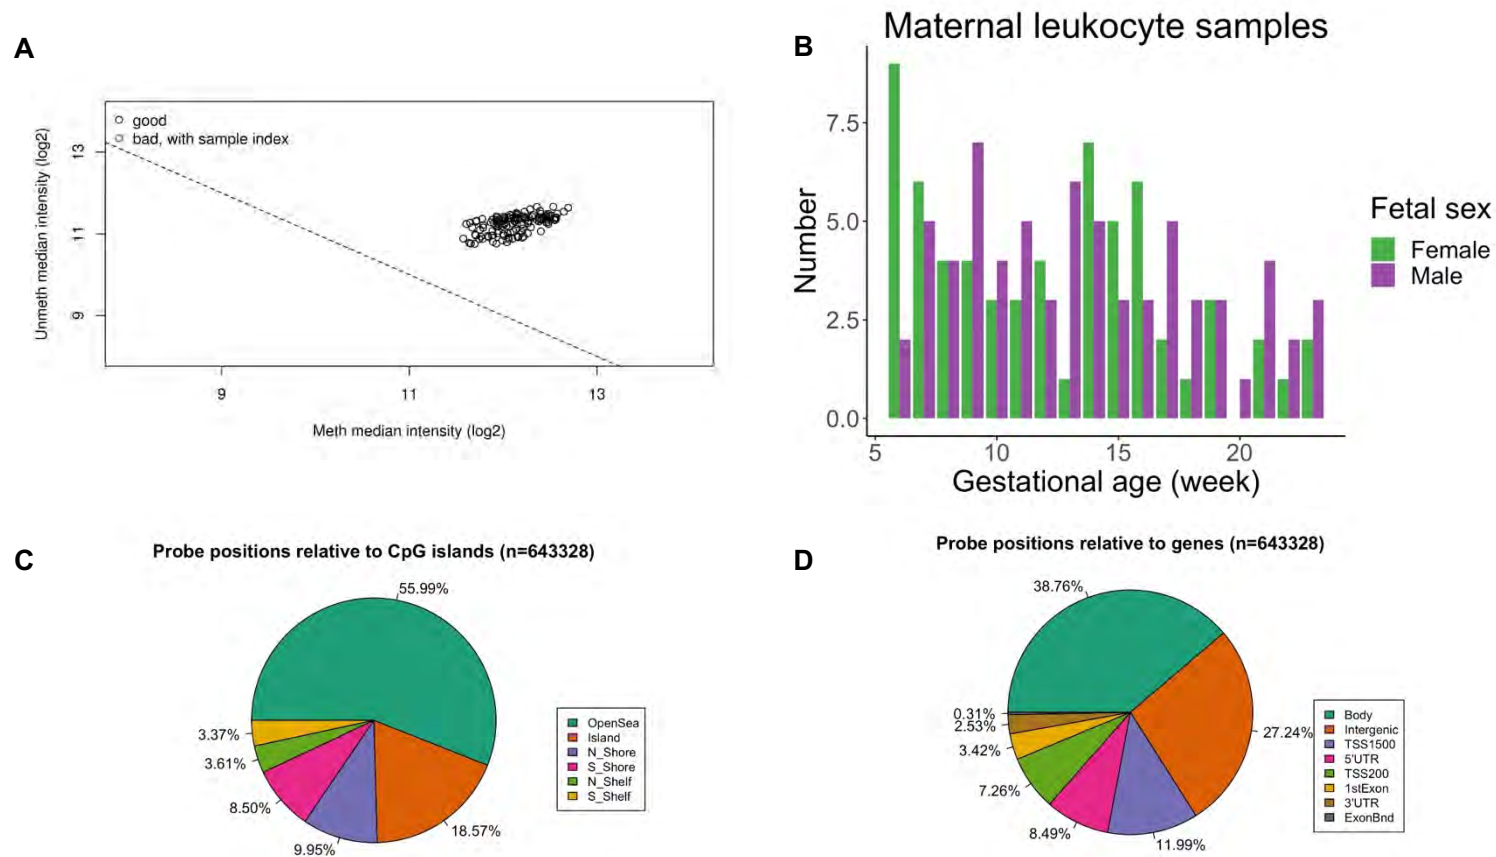 A
good
bad, with sample index
13
11
9
Unmeth median intensity (log2)
9
11
13
Meth median intensity (log2)
B
Maternal leukocyte samples
7.5
5.0
2.5
0.0
Number
5
10
15
20
Gestational age (week)
Fetal sex
Female
Male
C
Probe positions relative to CpG islands (n=643328)
55.99%
3.37%
3.61%
8.50%
9.95%
18.57%
OpenSea
Island
N_Shore
S_Shore
N_Shelf
S_Shelf
D
Probe positions relative to genes (n=643328)
38.76%
0.31%
2.53%
3.42%
7.26%
8.49%
11.99%
27.24%
Body
Intergenic
TSS1500
5'UTR
TSS200
1stExon
3'UTR
ExonBnd